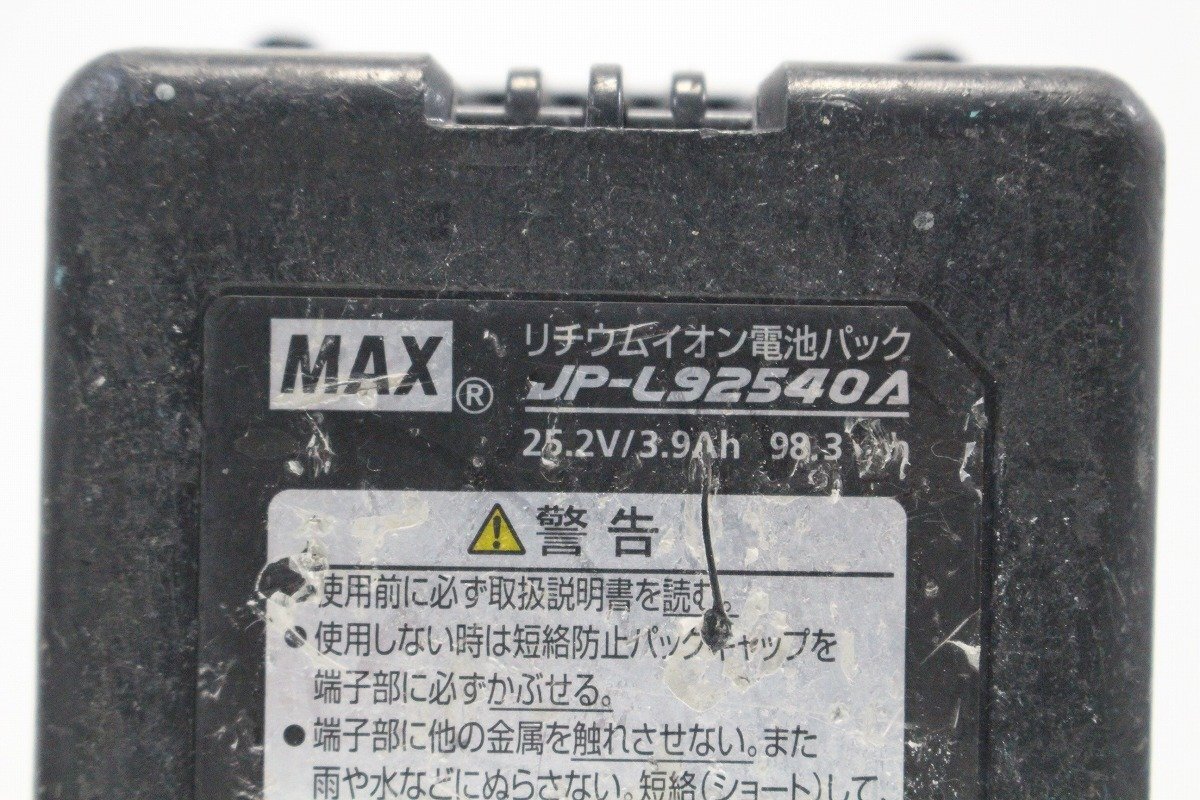 MAX®
リチウムイオン電池パック
JP-L92540A
25.2V/3.9Ah 98.3
警告
使用前に必ず取扱説明書を読む。
● 使用しない時は短絡防止パックキャップを
端子部に必ずかぶせる。
● 端子部に他の金属を触れさせない。また
雨や水などにぬらさない。短絡(ショート)して、